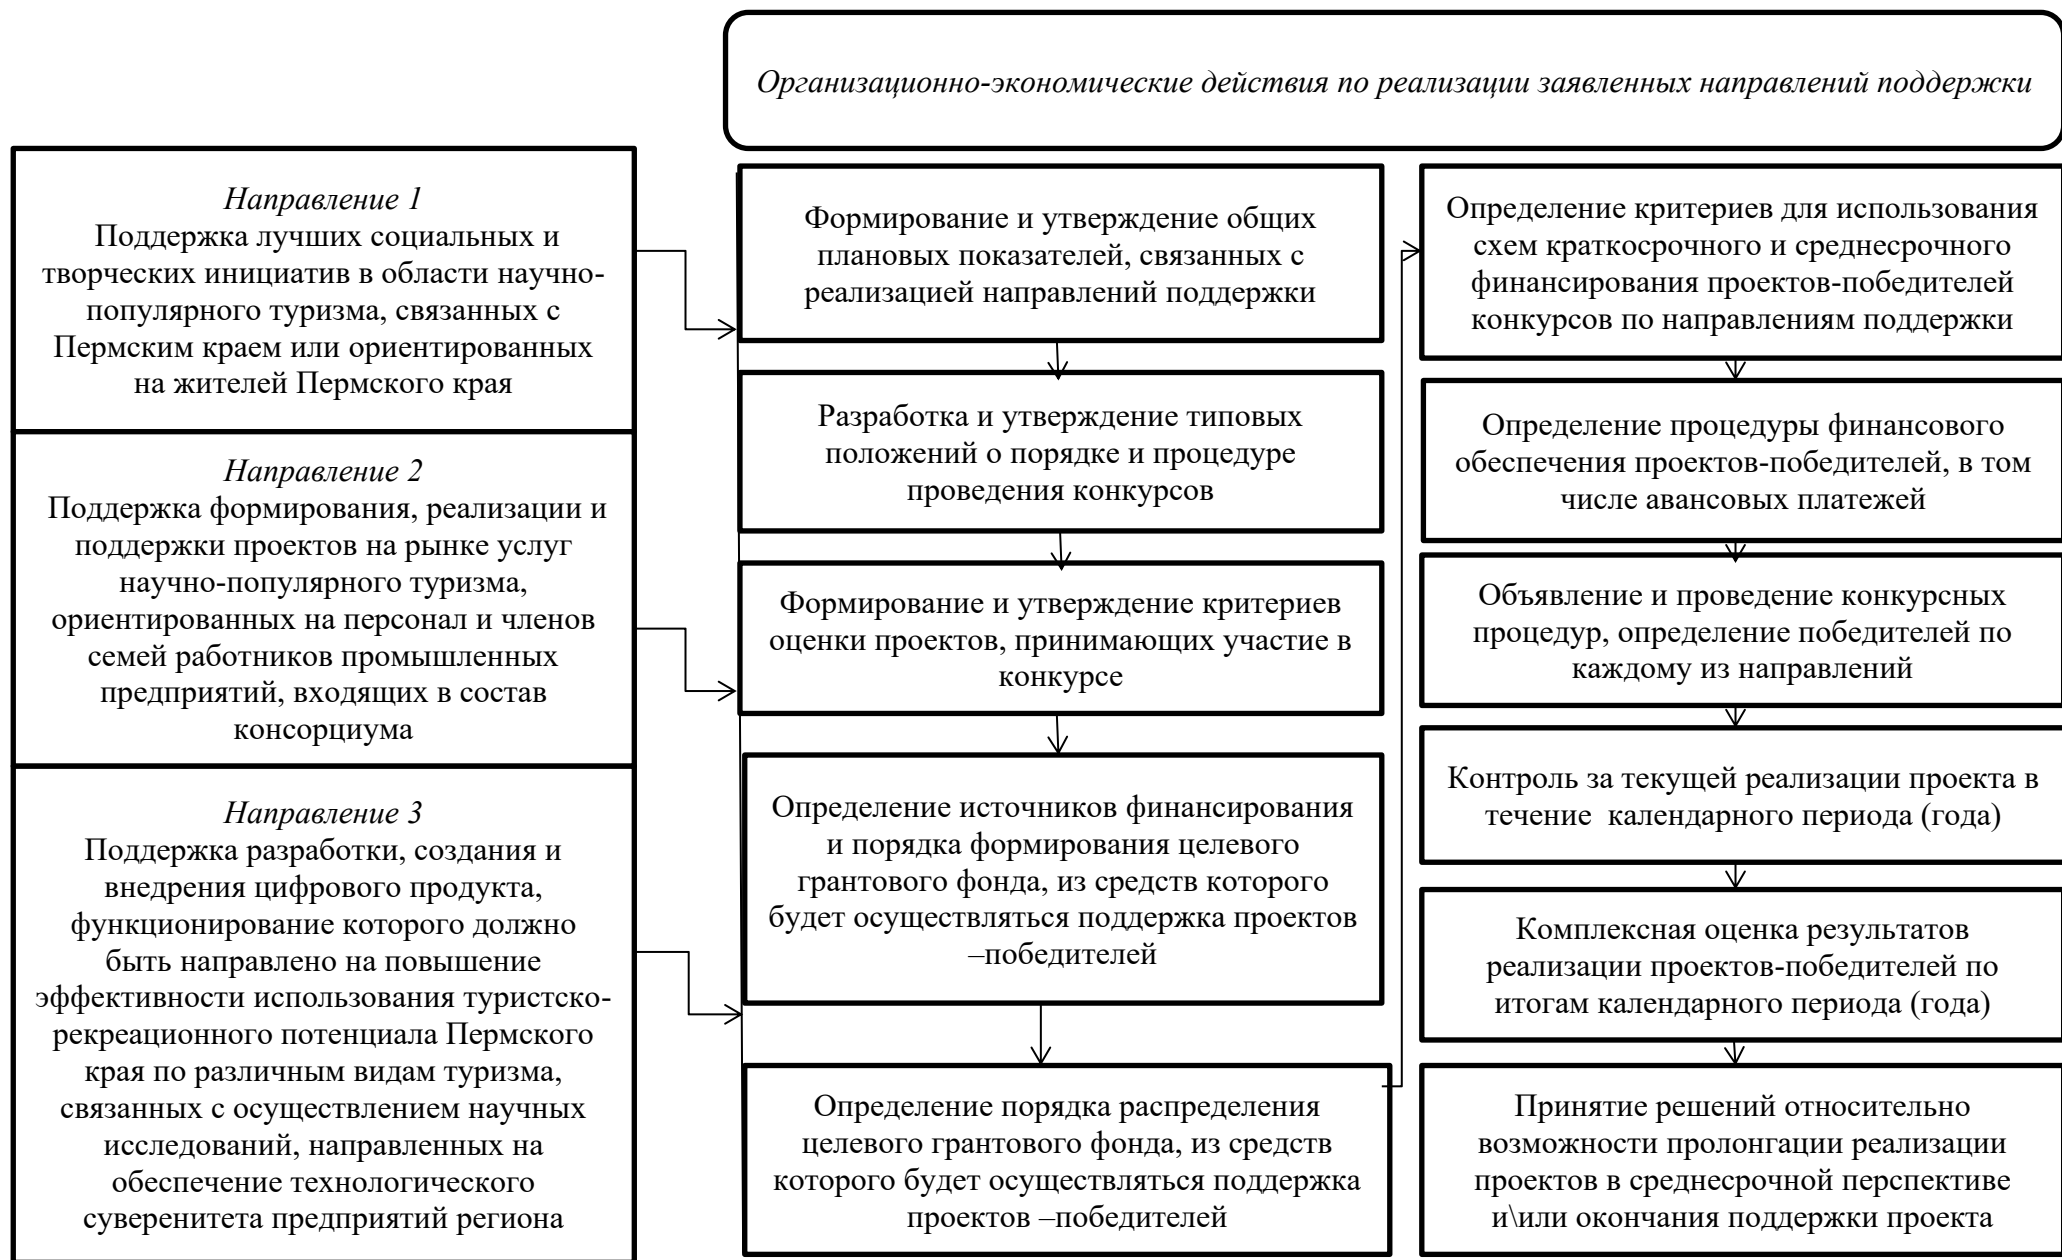 Организационно-экономические действия по реализации заявленных направлений поддержки
Направление 1
Поддержка лучших социальных и
творческих инициатив в области научно-
популярного туризма, связанных с
Пермским краем или ориентированных
на жителей Пермского края
Направление 2
Поддержка формирования, реализации и
поддержки проектов на рынке услуг
научно-популярного туризма,
ориентированных на персонал и членов
семей работников промышленных
предприятий, входящих в состав
консорциума
Направление 3
Поддержка разработки, создания и
внедрения цифрового продукта,
функционирование которого должно
быть направлено на повышение
эффективности использования туристско-
рекреационного потенциала Пермского
края по различным видам туризма,
связанных с осуществлением научных
исследований, направленных на
обеспечение технологического
суверенитета предприятий региона
Формирование и утверждение общих
плановых показателей, связанных с
реализацией направлений поддержки
Разработка и утверждение типовых
положений о порядке и процедуре
проведения конкурсов
Формирование и утверждение критериев
оценки проектов, принимающих участие в
конкурсе
Определение источников финансирования
и порядка формирования целевого
грантового фонда, из средств которого
будет осуществляться поддержка проектов
–победителей
Определение порядка распределения
целевого грантового фонда, из средств
которого будет осуществляться поддержка
проектов –победителей
Определение критериев для использования
схем краткосрочного и среднесрочного
финансирования проектов-победителей
конкурсов по направлениям поддержки
Определение процедуры финансового
обеспечения проектов-победителей, в том
числе авансовых платежей
Объявление и проведение конкурсных
процедур, определение победителей по
каждому из направлений
Контроль за текущей реализации проекта в
течение  календарного периода (года)
Комплексная оценка результатов
реализации проектов-победителей по
итогам календарного периода (года)
Принятие решений относительно
возможности пролонгации реализации
проектов в среднесрочной перспективе
и\или окончания поддержки проекта